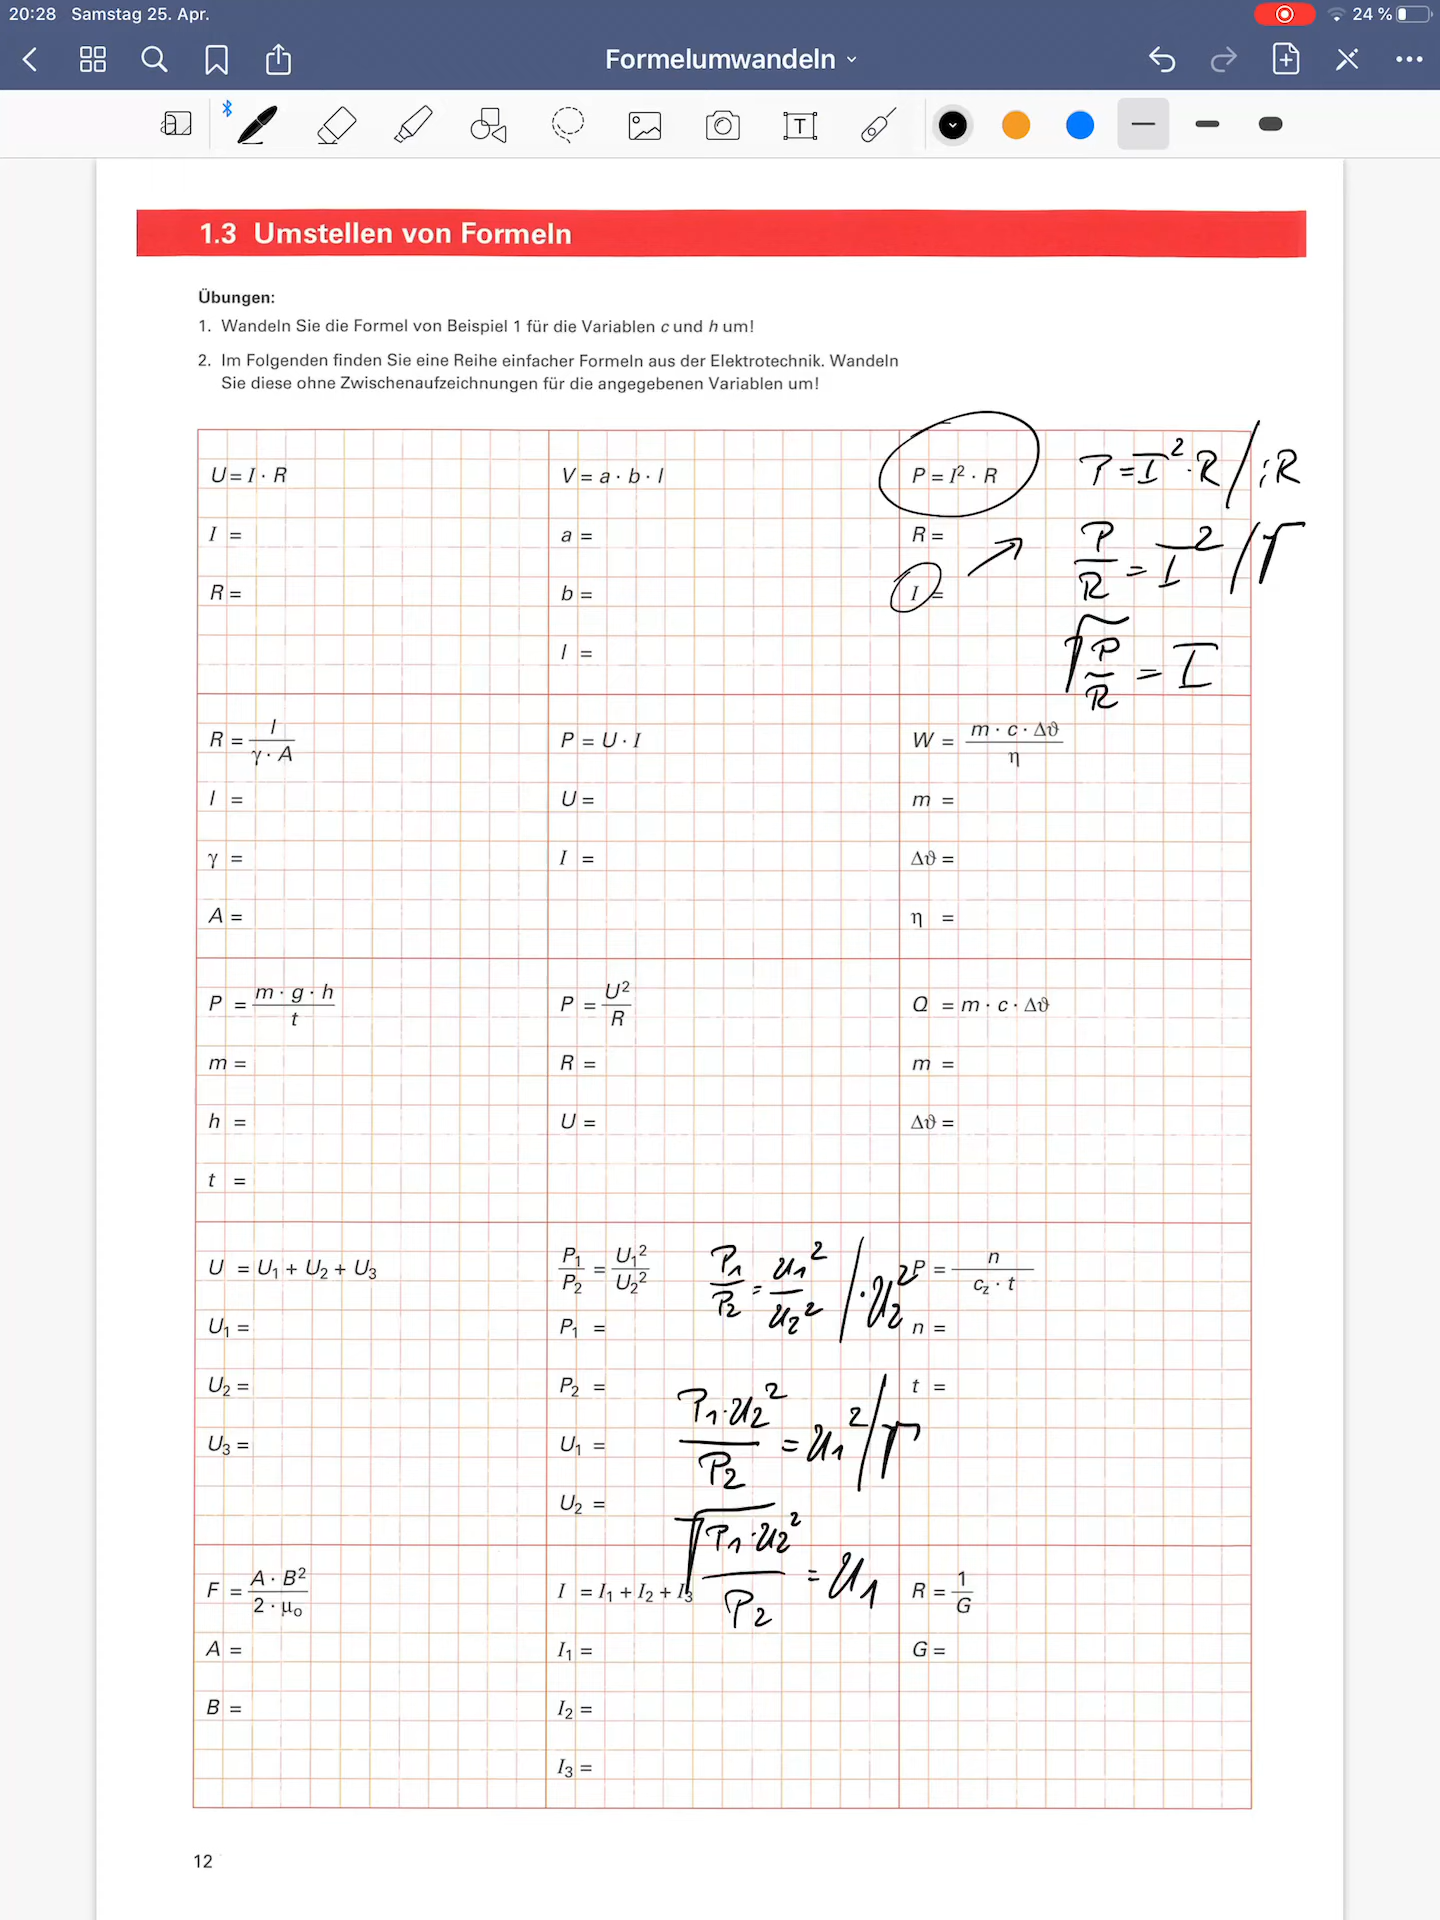 20:28 Samstag 25. Apr.
24 %
Formelumwandeln
1.3 Umstellen von Formeln
Übungen:
1. Wandeln Sie die Formel von Beispiel 1 für die Variablen c und h um!
2. Im Folgenden finden Sie eine Reihe einfacher Formeln aus der Elektrotechnik. Wandeln
Sie diese ohne Zwischenaufzeichnungen für die angegebenen Variablen um!
U = I · R
I =
R =
V = a · b · l
a =
b =
l =
P = I² · R
R =
I =
P = I² · R / : R
P/R = I² / √
√(P/R) = I
R = l / (γ · A)
l =
γ =
A =
P = U · I
U =
I =
W = (m · c · Δϑ) / η
m =
Δϑ =
η =
P = (m · g · h) / t
m =
h =
t =
P = U² / R
R =
U =
Q = m · c · Δϑ
m =
Δϑ =
U = U₁ + U₂ + U₃
U₁ =
U₂ =
U₃ =
P₁/P₂ = U₁²/U₂²
P₁ =
P₂ =
U₁ =
U₂ =
P₁/P₂ = U₁²/U₂² / · U₂²
(P₁ · U₂²)/P₂ = U₁² / √
√((P₁ · U₂²)/P₂) = U₁
P = n / (c_z · t)
n =
t =
F = (A · B²) / (2 · μ₀)
A =
B =
I = I₁ + I₂ + I₃
I₁ =
I₂ =
I₃ =
R = 1/G
G =
12